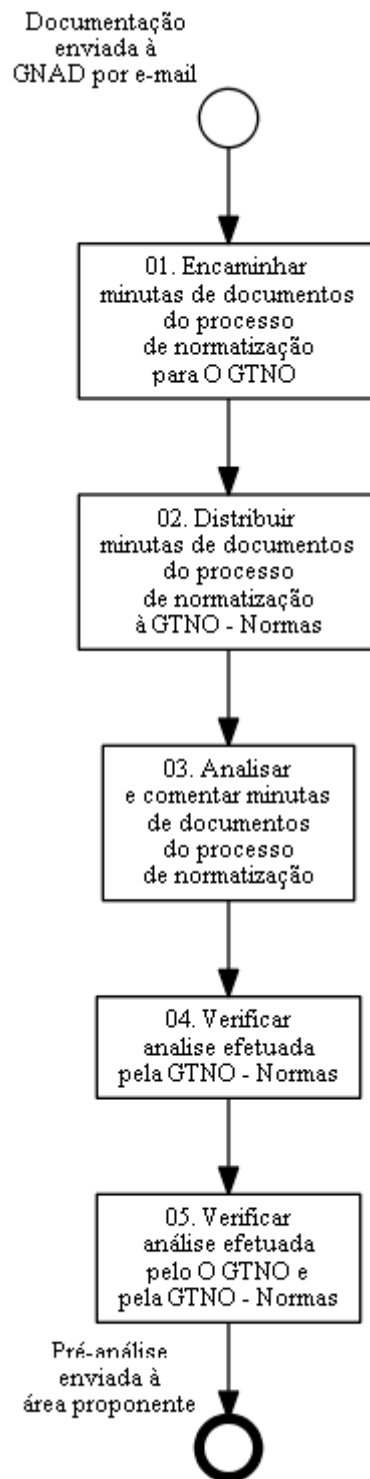 Documentação
enviada à
GNAD por e-mail
01. Encaminhar
minutas de documentos
do processo
de normatização
para O GTNO
02. Distribuir
minutas de documentos
do processo
de normatização
à GTNO - Normas
03. Analisar
e comentar minutas
de documentos
do processo
de normatização
04. Verificar
analise efetuada
pela GTNO - Normas
05. Verificar
análise efetuada
pelo O GTNO e
pela GTNO - Normas
Pré-análise
enviada à
área proponente